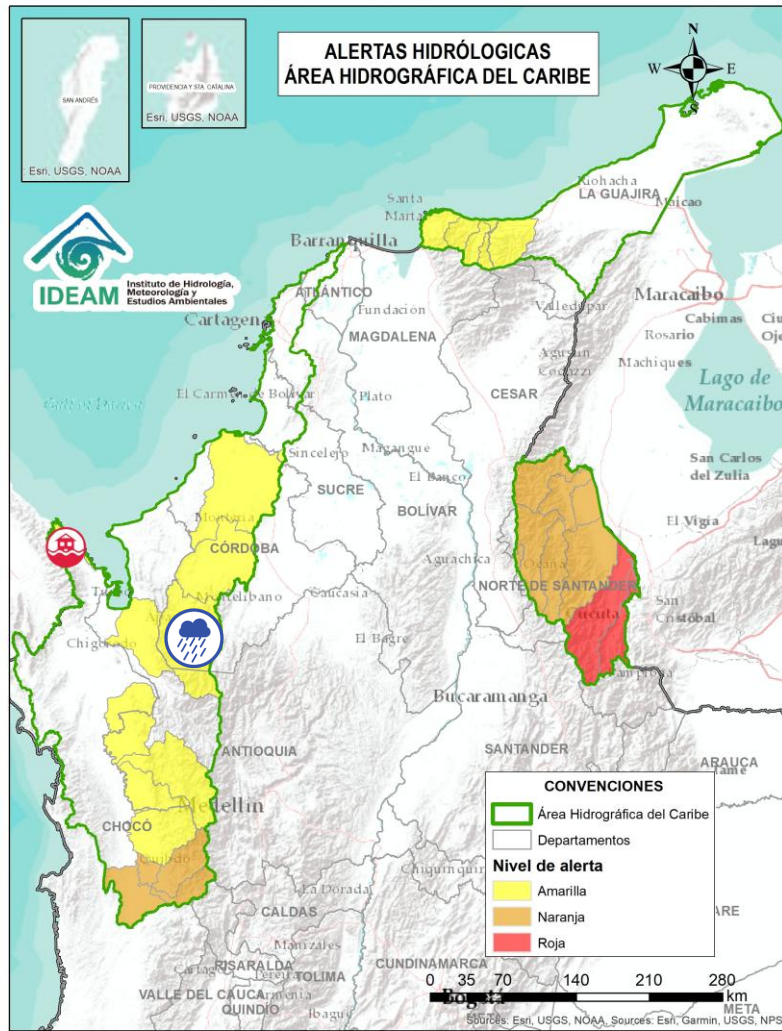 ALERTAS HIDRÓLOGICAS
ÁREA HIDROGRÁFICA DEL CARIBE
N
W E
S
SAN ANDRÉS
PROVIDENCIA Y STA. CATALINA
Esri, USGS, NOAA
: Esri, USGS, NOAA
IDEAM
Instituto de Hidrología,
Meteorología y
Estudios Ambientales
Riohacha
LA GUAJIRA
Maicao
Santa
Marta
Barranquilla
ATLÁNTICO
Fundación
Valledupar
Maracaibo
Cabimas
Cartagen
MAGDALENA
Rosario
Agustín
Codazzi
Machiques
CESAR
Lago de
Maracaibo
El Carmen de Bolívar
Plato
Sincelejo
Magangue
San Carlos
del Zulia
SUCRE
El Banco
BOLÍVAR
Montería
CÓRDOBA
El Vigía
Aguachica
Ocaña
NORTE DE SANTANDER
Montelíbano
Caucasia
San
Cristóbal
Cúcuta
Chigorodó
El Bagre
Bucaramanga
ANTIOQUIA
SANTANDER
ARAUCA
Medellín
CHOCÓ
Quibdó
La Dorada
CALDAS
Manizales
RISARALDA
TOLIMA
CUNDINAMARCA
VALLE DEL CAUCA
QUINDÍO
Ibagué
Bogotá
META
META
CONVENCIONES
Área Hidrográfica del Caribe
Departamentos
Nivel de alerta
Amarilla
Naranja
Roja
0 35 70 140 210 280
km
Sources: Esri, USGS, NOAA, Sources: Esri, Garmin, USGS, NPS